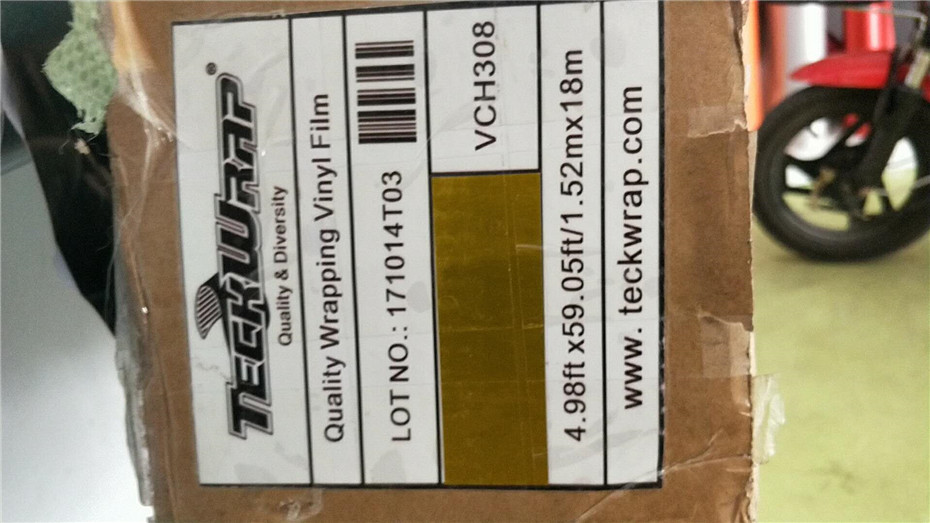 TECKWRAP®
Quality & Diversity
Quality Wrapping Vinyl Film
LOT NO.: 171014T03
VCH308
4.98ft x59.05ft/1.52mx18m
www. teckwrap.com